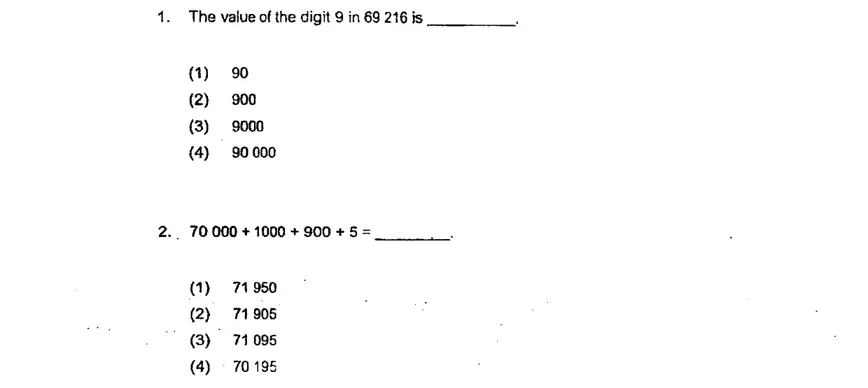 1. The value of the digit 9 in 69 216 is __________.
(1) 90
(2) 900
(3) 9000
(4) 90 000
2. 70 000 + 1000 + 900 + 5 = ________.
(1) 71 950
(2) 71 905
(3) 71 095
(4) 70 195